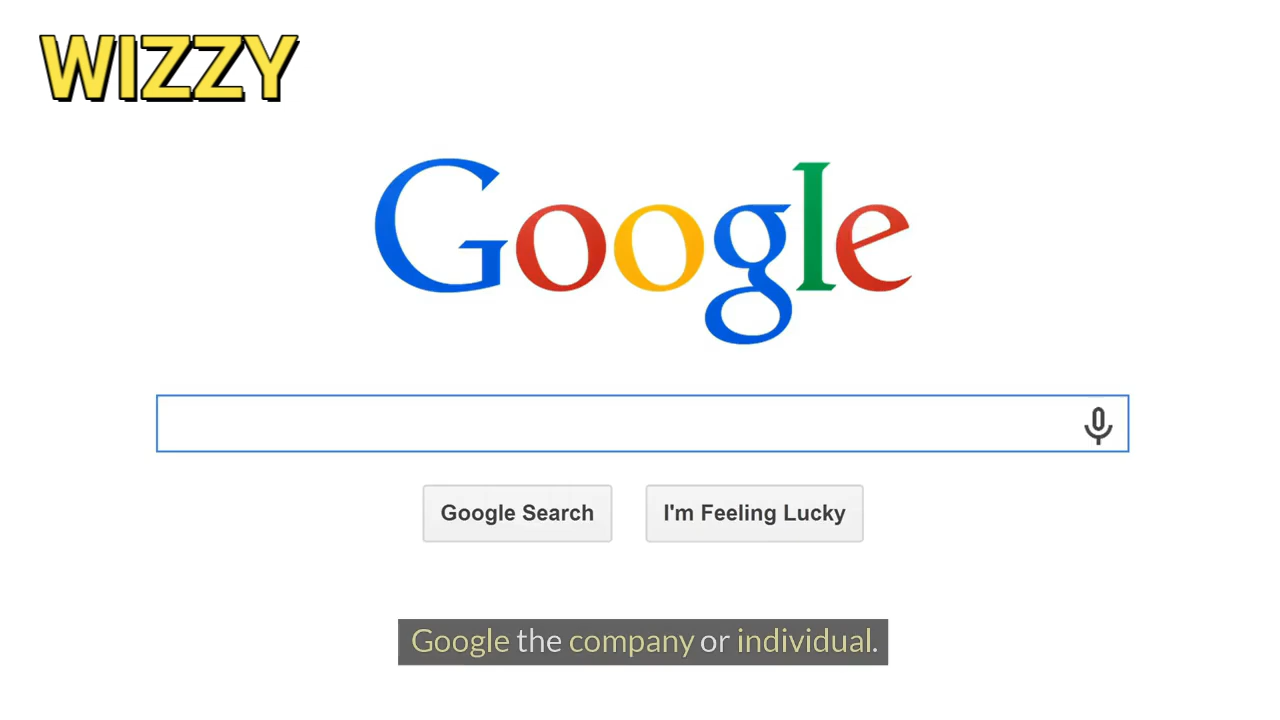 WIZZY
Google
Google Search
I'm Feeling Lucky
Google the company or individual.